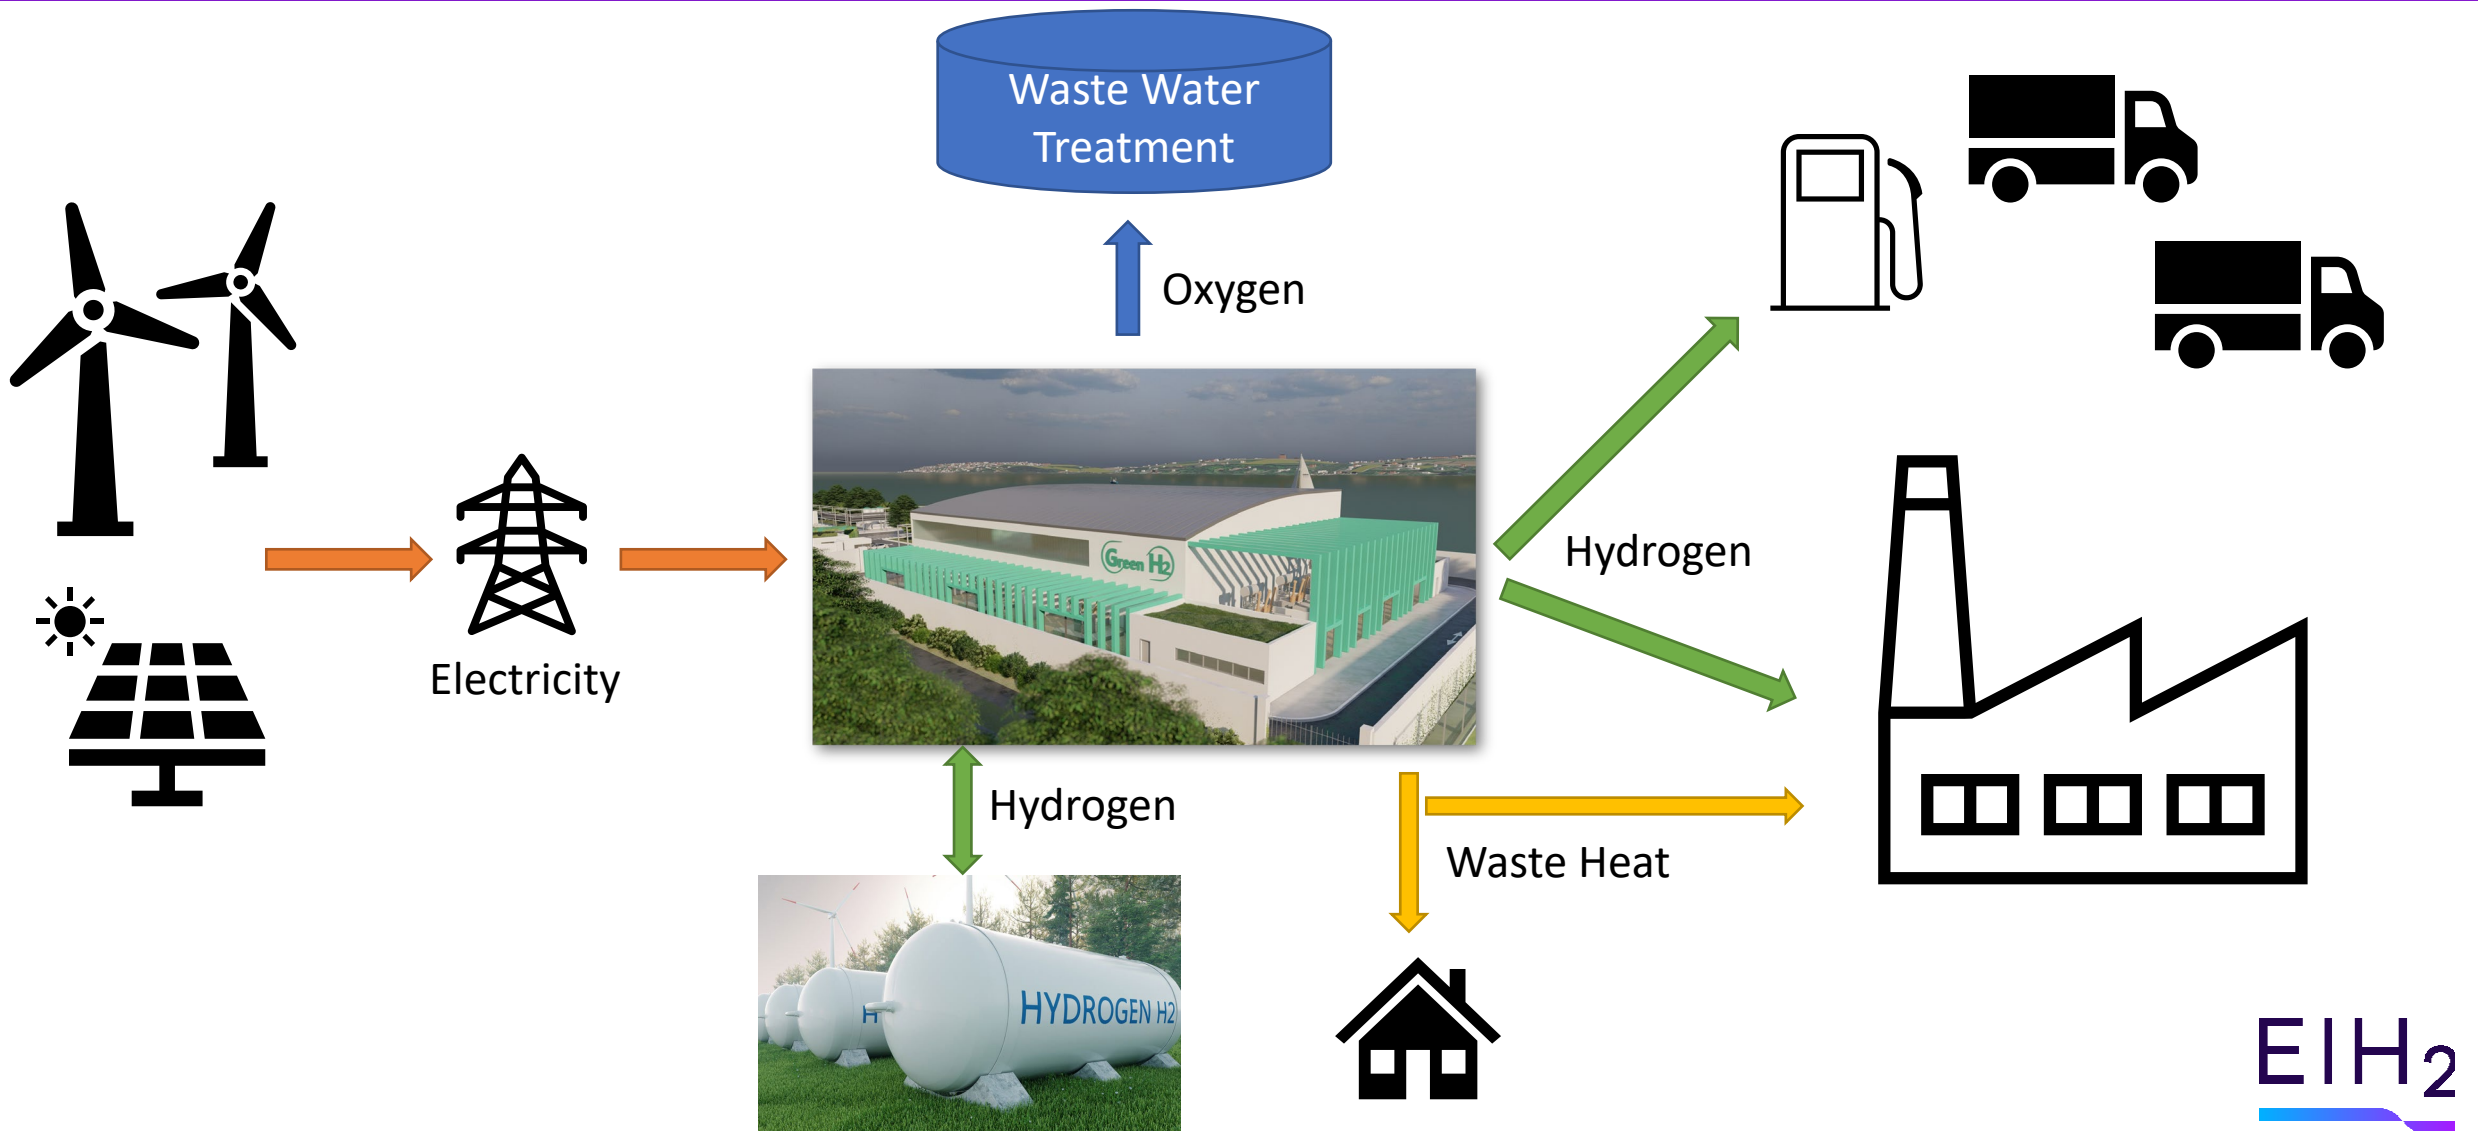 Waste Water
Treatment
Oxygen
Green H2
Hydrogen
Electricity
Hydrogen
Waste Heat
H
HYDROGEN H2
EIH2